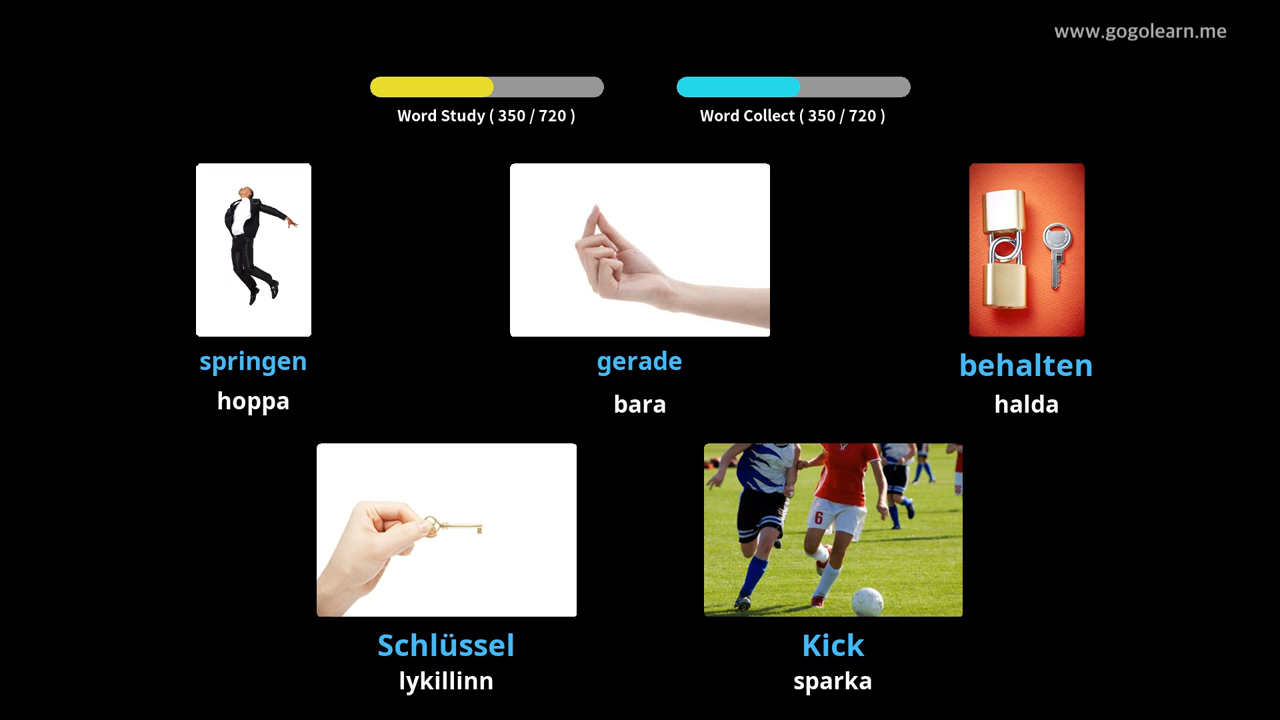 www.gogolearn.me
Word Study ( 350 / 720 )
Word Collect ( 350 / 720 )
springen
hoppa
gerade
bara
behalten
halda
Schlüssel
lykillinn
Kick
sparka
6